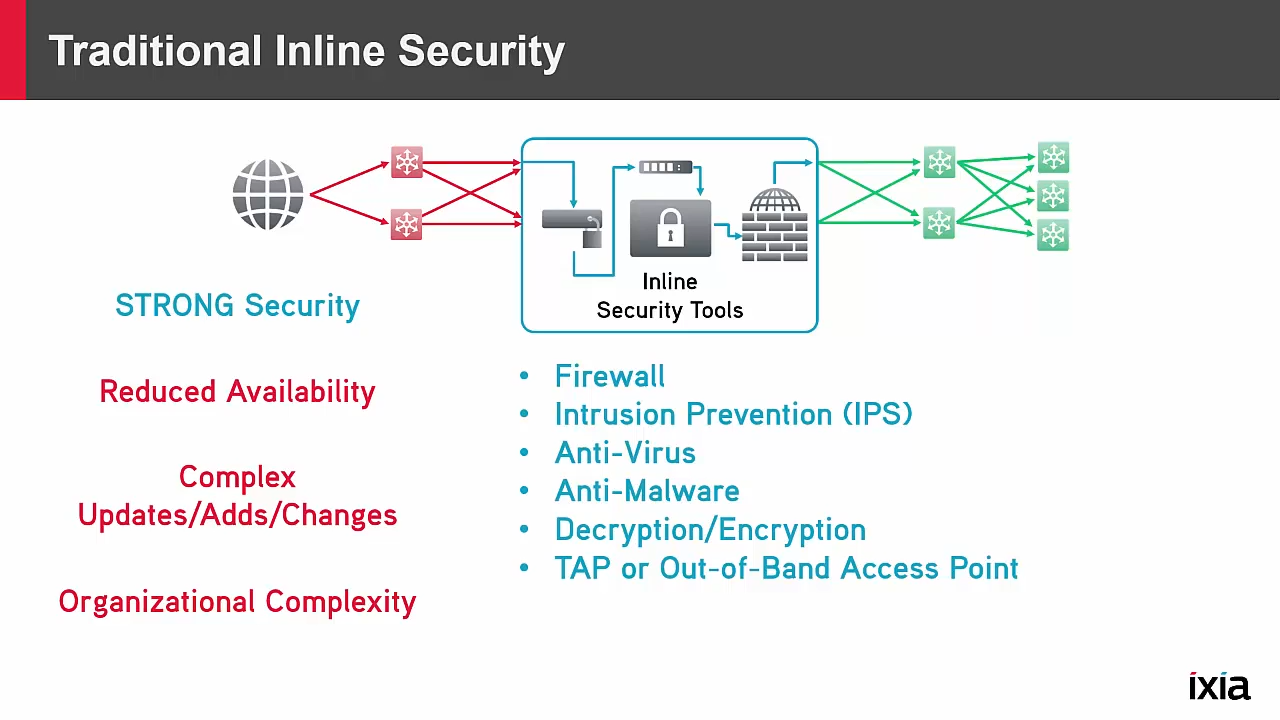 Traditional Inline Security
Inline
Security Tools
STRONG Security
Reduced Availability
Complex
Updates/Adds/Changes
Organizational Complexity
• Firewall
• Intrusion Prevention (IPS)
• Anti-Virus
• Anti-Malware
• Decryption/Encryption
• TAP or Out-of-Band Access Point
ixia